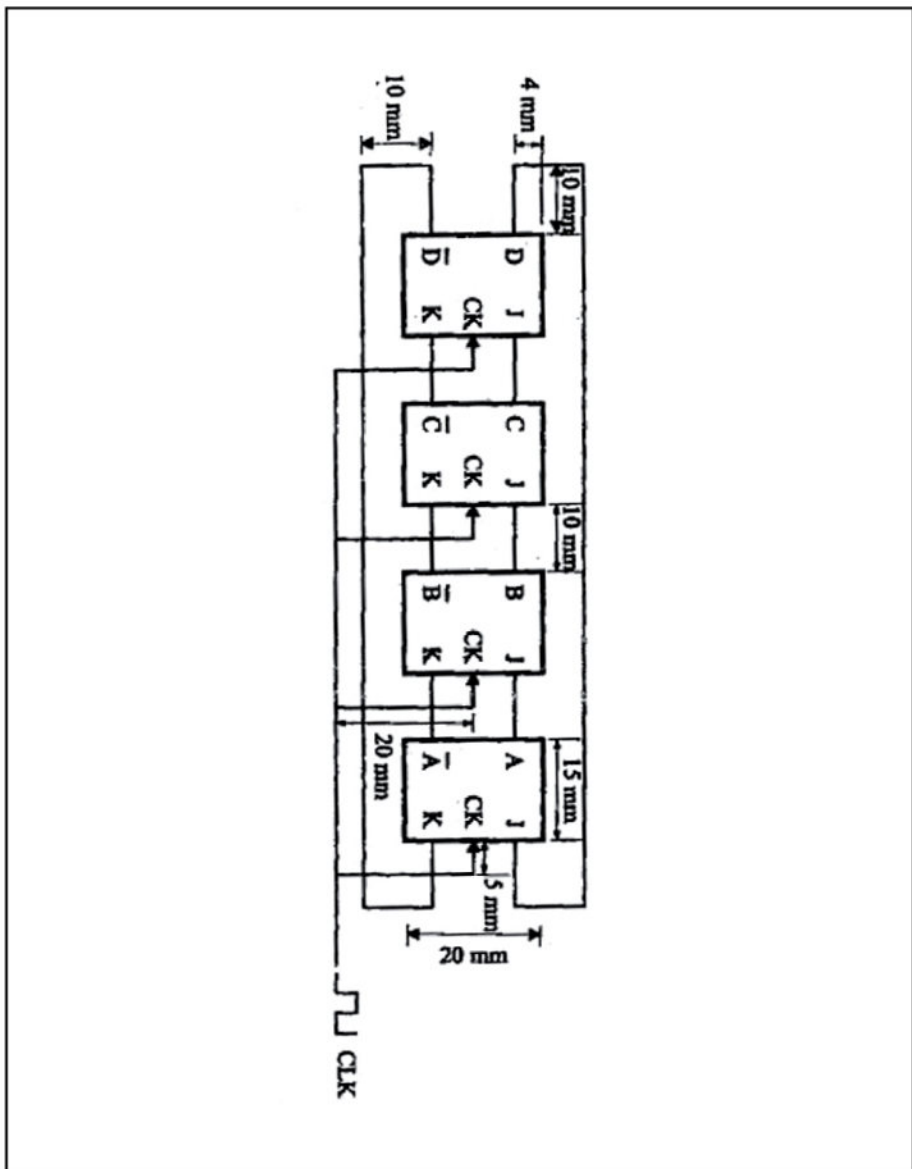 10 mm
10 mm
15 mm
4 mm
D J C J B J A J
5 mm
20 mm
CK CK CK CK
D̅ K C̅ K B̅ K A̅ K
10 mm
20 mm
CLK